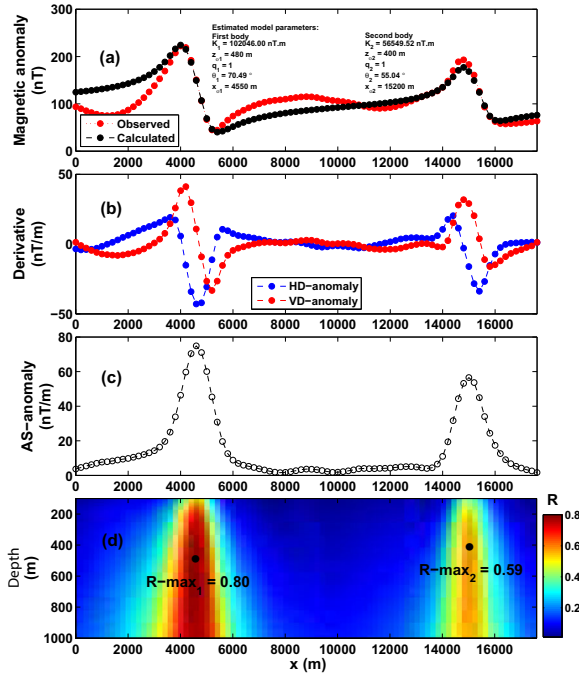 300
200
100
0
Magnetic anomaly
(nT)
(a)
Estimated model parameters:
First body
K1 = 102046.00 nT.m
zo1 = 480 m
q1 = 1
θ1 = 70.49 °
xo1 = 4550 m
Second body
K2 = 56549.52 nT.m
zo2 = 400 m
q2 = 1
θ2 = 55.04 °
xo2 = 15200 m
Observed
Calculated
0 2000 4000 6000 8000 10000 12000 14000 16000
50
0
−50
Derivative
(nT/m)
(b)
HD−anomaly
VD−anomaly
0 2000 4000 6000 8000 10000 12000 14000 16000
80
60
40
20
0
AS−anomaly
(nT/m)
(c)
0 2000 4000 6000 8000 10000 12000 14000 16000
200
400
600
800
1000
Depth
(m)
(d)
R−max1 = 0.80
R−max2 = 0.59
0 2000 4000 6000 8000 10000 12000 14000 16000
x (m)
R
0.8
0.6
0.4
0.2